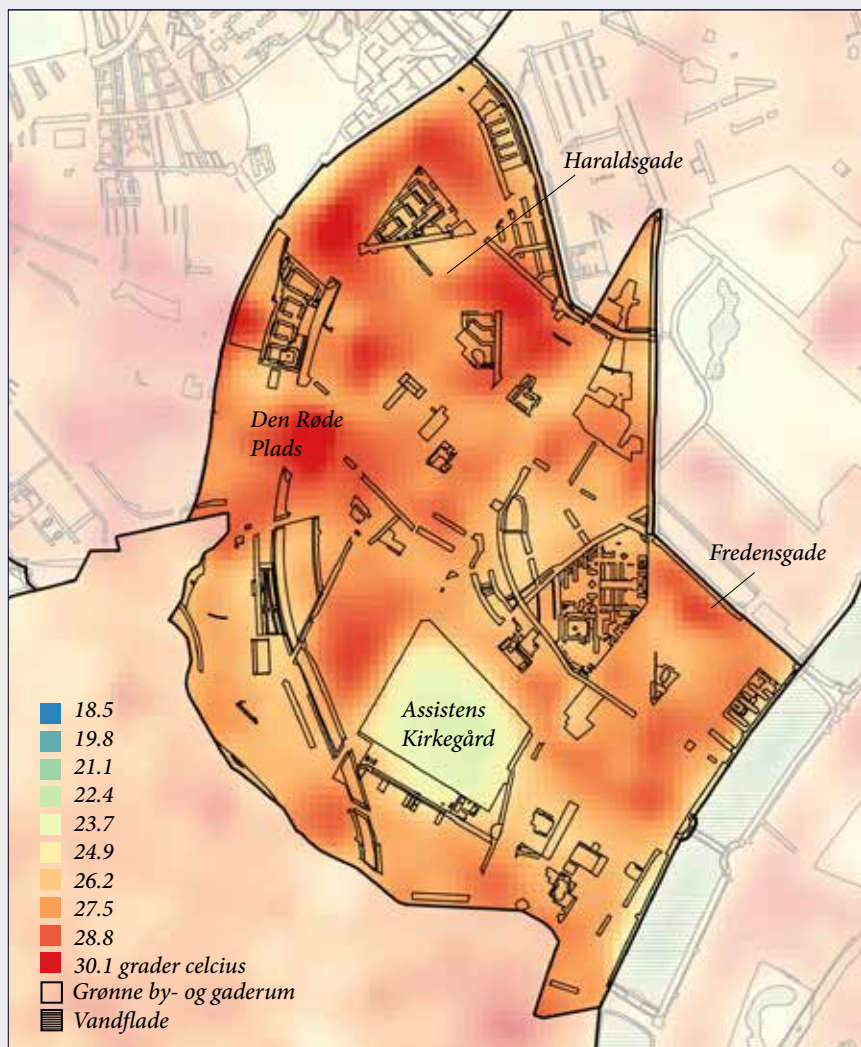 Haraldsgade
Den Røde
Plads
Fredensgade
Assistens
Kirkegård
18.5
19.8
21.1
22.4
23.7
24.9
26.2
27.5
28.8
30.1 grader celcius
Grønne by- og gaderum
Vandflade